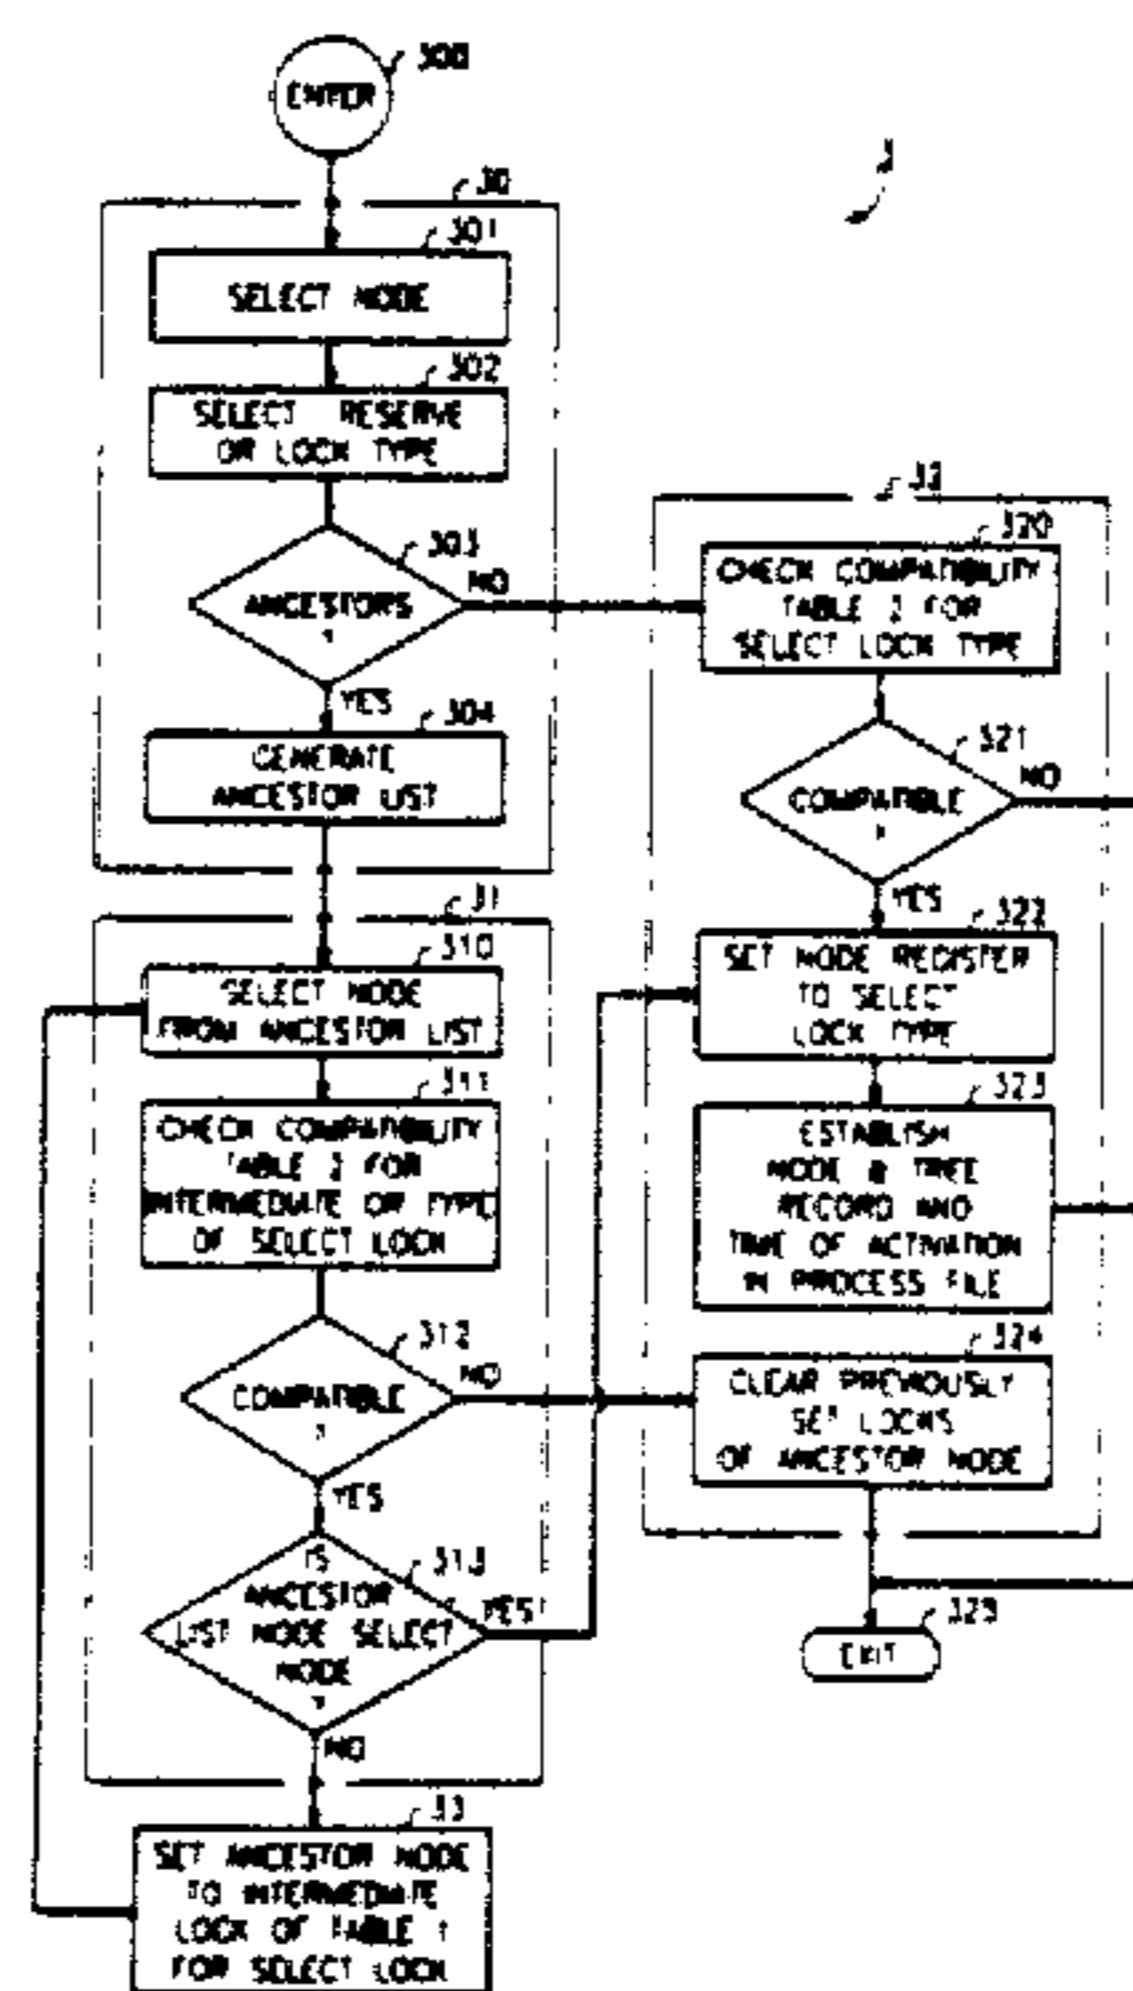 300
ENTER
3
30
301
SELECT NODE
302
SELECT RESERVE
OR LOCK TYPE
303
ANCESTORS
?
NO
YES
304
GENERATE
ANCESTOR LIST
31
310
SELECT NODE
FROM ANCESTOR LIST
311
CHECK COMPATIBILITY
TABLE 2 FOR
INTERMEDIATE OR TYPE
OF SELECT LOCK
312
COMPATIBLE
?
NO
YES
313
IS
ANCESTOR
LIST NODE SELECT
NODE
?
YES
NO
33
SET ANCESTOR NODE
TO INTERMEDIATE
LOCK OF TABLE 1
FOR SELECT LOCK
32
320
CHECK COMPATIBILITY
TABLE 2 FOR
SELECT LOCK TYPE
321
COMPATIBLE
?
NO
YES
322
SET NODE REGISTER
TO SELECT
LOCK TYPE
323
ESTABLISH
NODE & TREE
RECORD AND
TIME OF ACTIVATION
IN PROCESS FILE
324
CLEAR PREVIOUSLY
SET LOCKS
OF ANCESTOR NODE
325
EXIT